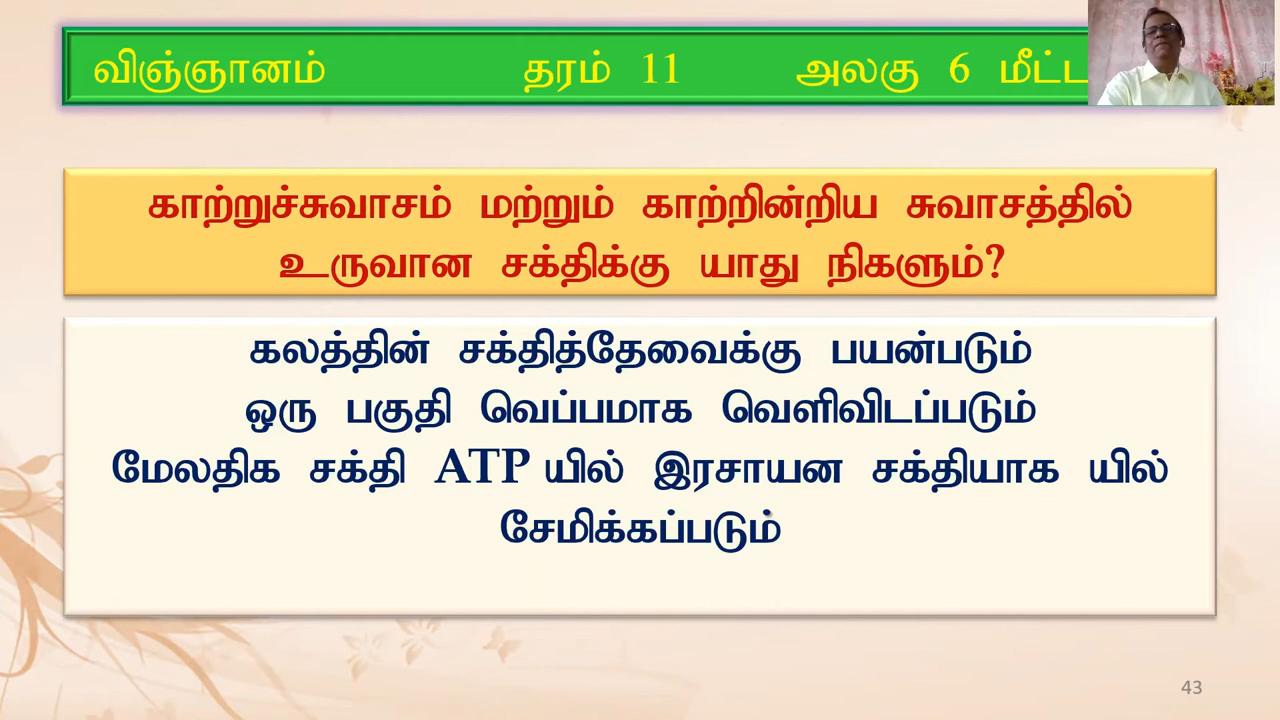 விஞ்ஞானம் தரம் 11 அலகு 6
காற்றுச்சுவாசம் மற்றும் காற்றின்றிய சுவாசத்தில்
உருவான சக்திக்கு யாது நிகளும்?
கலத்தின் சக்தித்தேவைக்கு பயன்படும்
ஒரு பகுதி வெப்பமாக வெளிவிடப்படும்
மேலதிக சக்தி ATP யில் இரசாயன சக்தியாக யில்
சேமிக்கப்படும்
43